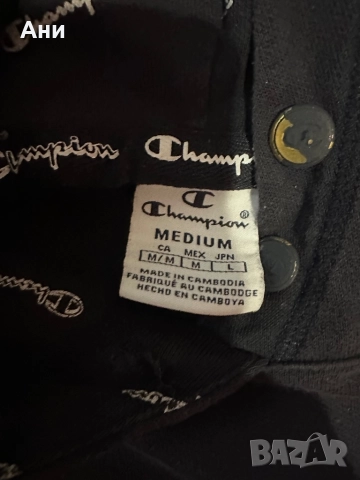 Ани
Champion
Champion
Champ
Champion®
MEDIUM
CA MEX JPN
M/M M L
MADE IN CAMBODIA
FABRIQUÉ AU CAMBODGE
HECHO EN CAMBOYA
Champion
BAZAR